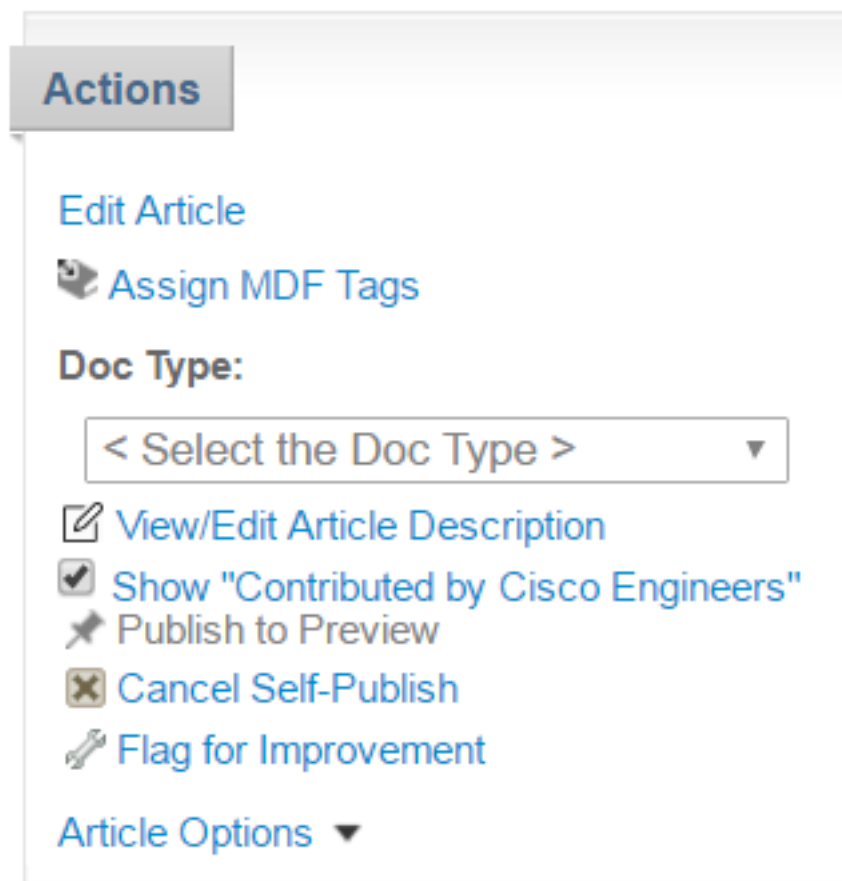 Actions
Edit Article
Assign MDF Tags
Doc Type:
< Select the Doc Type >
View/Edit Article Description
Show "Contributed by Cisco Engineers"
Publish to Preview
Cancel Self-Publish
Flag for Improvement
Article Options